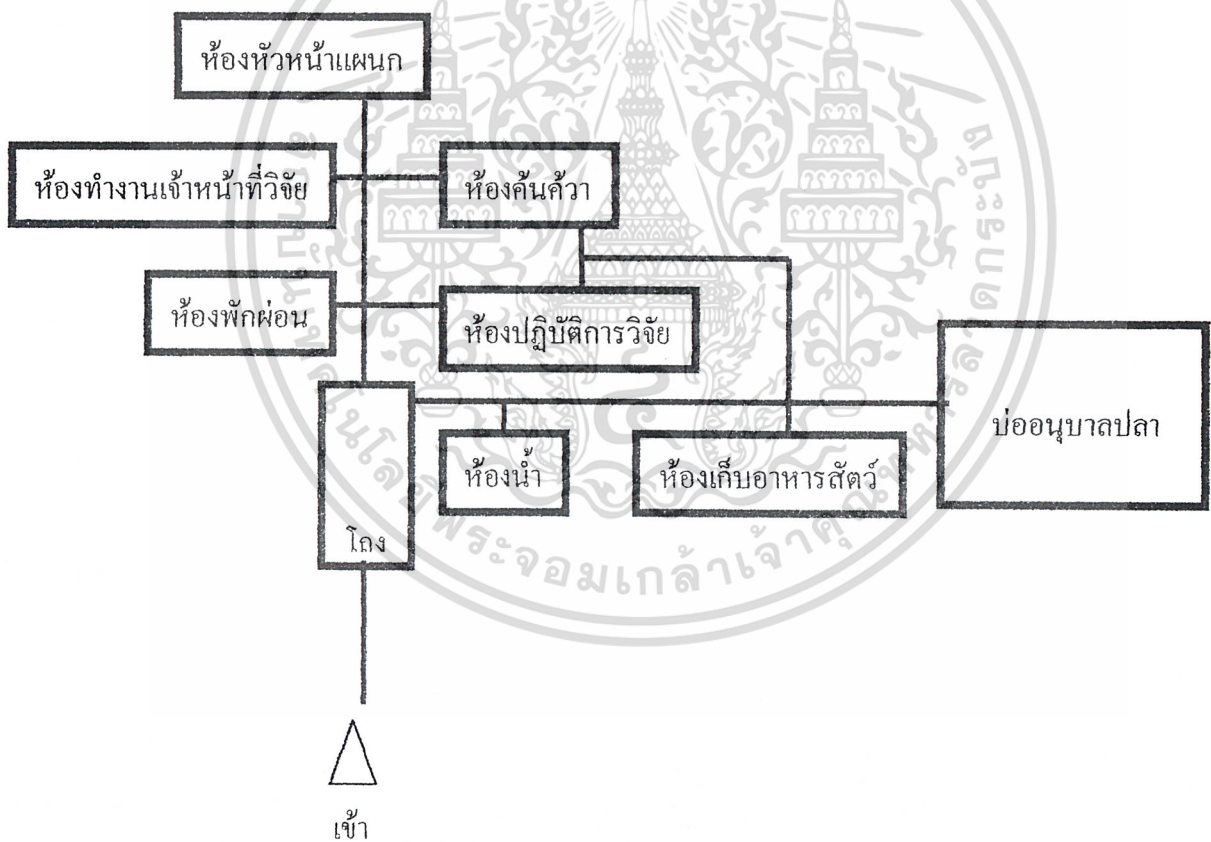 ห้องหัวหน้าแผนก
ห้องทำงานเจ้าหน้าที่วิจัย
ห้องค้นคว้า
ห้องพักผ่อน
ห้องปฏิบัติการวิจัย
บ่ออนุบาลปลา
ห้องน้ำ
ห้องเก็บอาหารสัตว์
โถง
เข้า